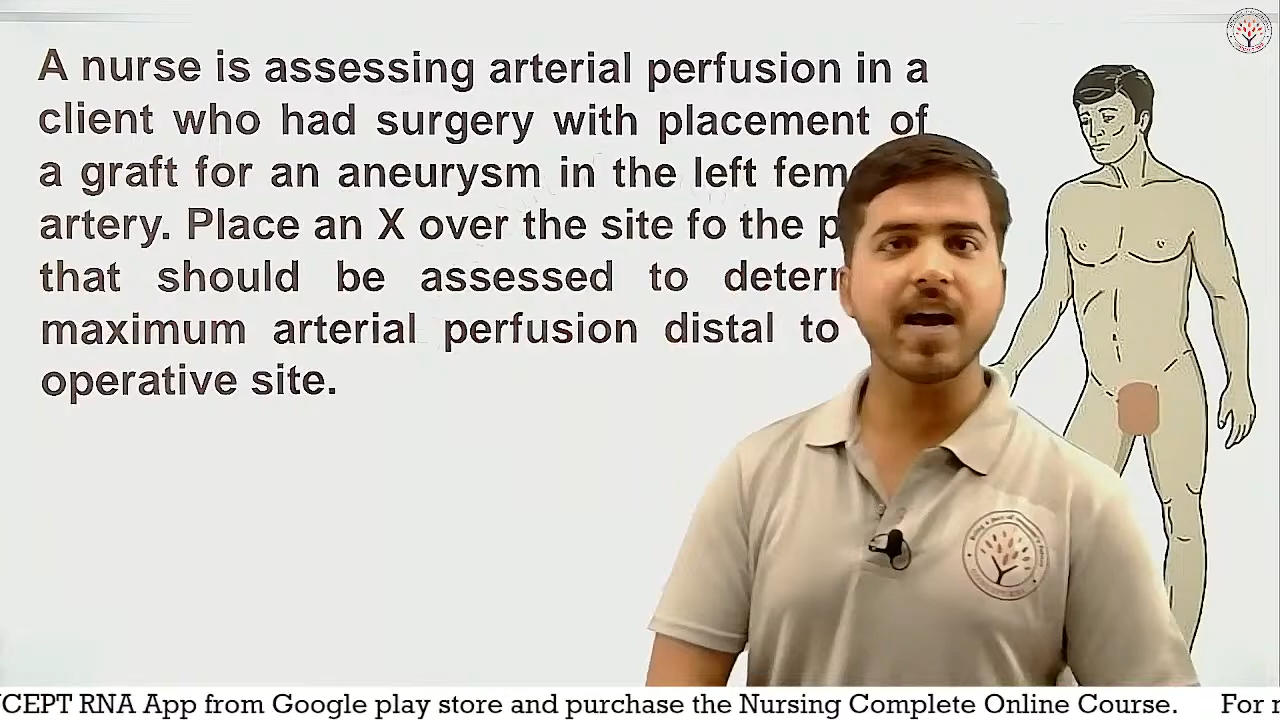 A nurse is assessing arterial perfusion in a
client who had surgery with placement of
a graft for an aneurysm in the left fem
artery. Place an X over the site fo the p
that should be assessed to deter
maximum arterial perfusion distal to
operative site.
CEPT RNA App from Google play store and purchase the Nursing Complete Online Course. For